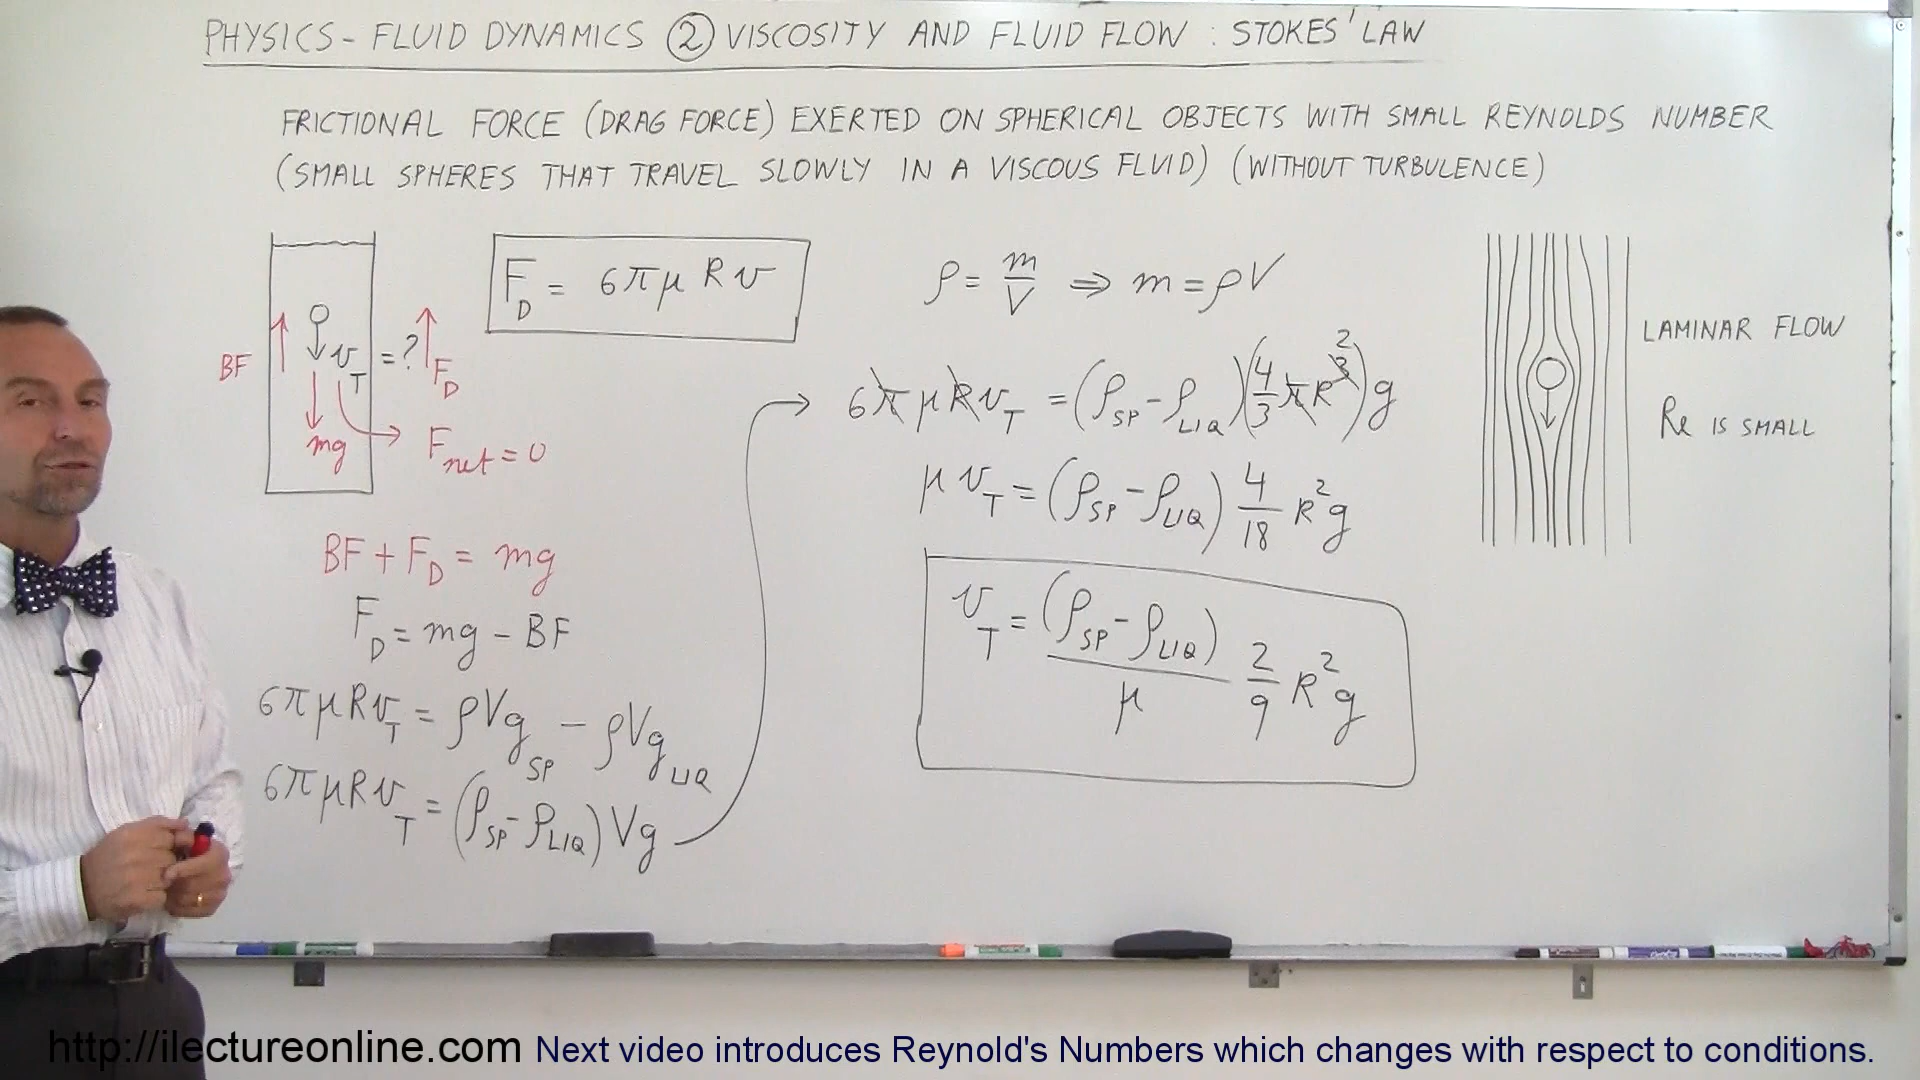 PHYSICS - FLUID DYNAMICS ② VISCOSITY AND FLUID FLOW : STOKES' LAW
FRICTIONAL FORCE (DRAG FORCE) EXERTED ON SPHERICAL OBJECTS WITH SMALL REYNOLDS NUMBER
(SMALL SPHERES THAT TRAVEL SLOWLY IN A VISCOUS FLUID) (WITHOUT TURBULENCE)
BF
v_T = ?
F_D
mg
F_net = 0
F_D = 6πμRv
BF + F_D = mg
F_D = mg - BF
6πμRv_T = ρVg_SP - ρVg_LIQ
6πμRv_T = (ρ_SP - ρ_LIQ)Vg
ρ = m/V ⇒ m = ρV
6πμRv_T = (ρ_SP - ρ_LIQ)(4/3 πR^3)g
2
μv_T = (ρ_SP - ρ_LIQ) 4/18 R^2 g
v_T = (ρ_SP - ρ_LIQ)/μ 2/9 R^2 g
LAMINAR FLOW
Re IS SMALL
http://ilectureonline.com Next video introduces Reynold's Numbers which changes with respect to conditions.